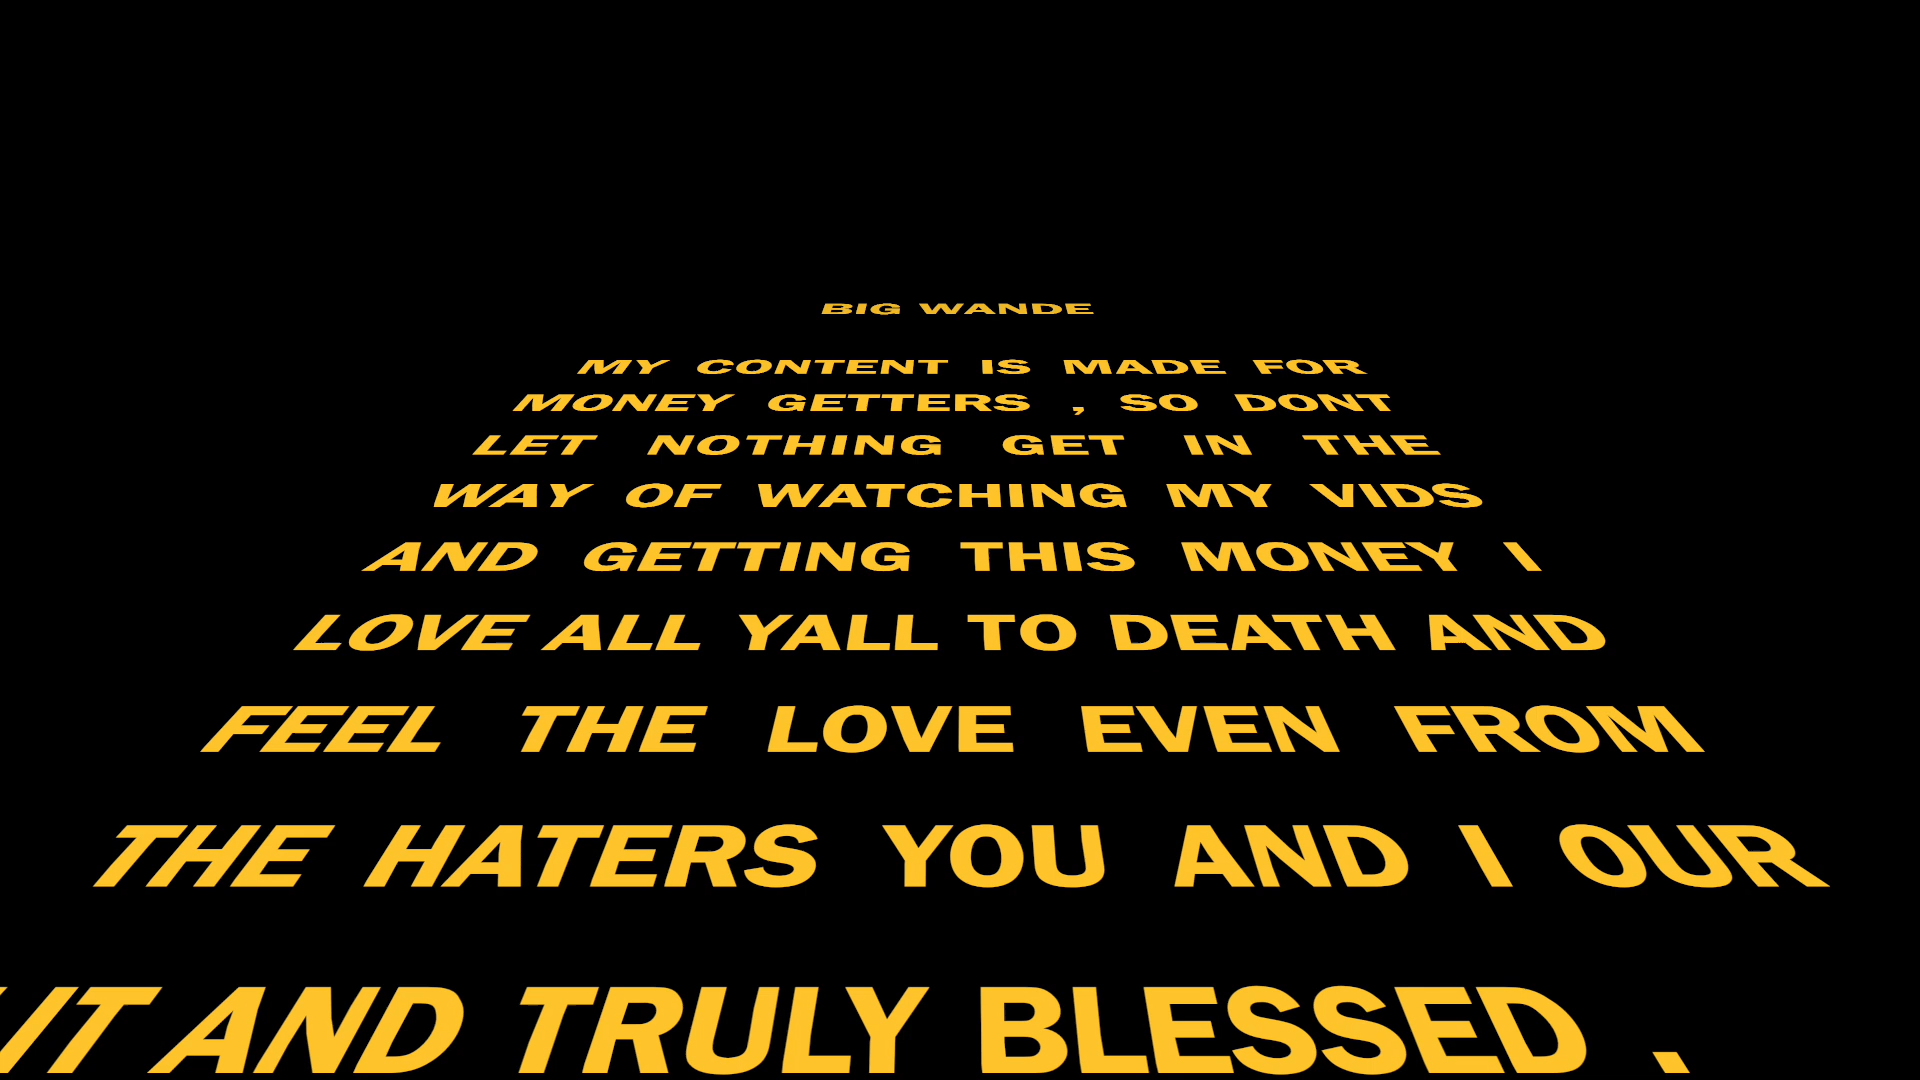 BIG WANDE
MY CONTENT IS MADE FOR
MONEY GETTERS , SO DONT
LET NOTHING GET IN THE
WAY OF WATCHING MY VIDS
AND GETTING THIS MONEY I
LOVE ALL YALL TO DEATH AND
FEEL THE LOVE EVEN FROM
THE HATERS YOU AND I OUR
IT AND TRULY BLESSED .